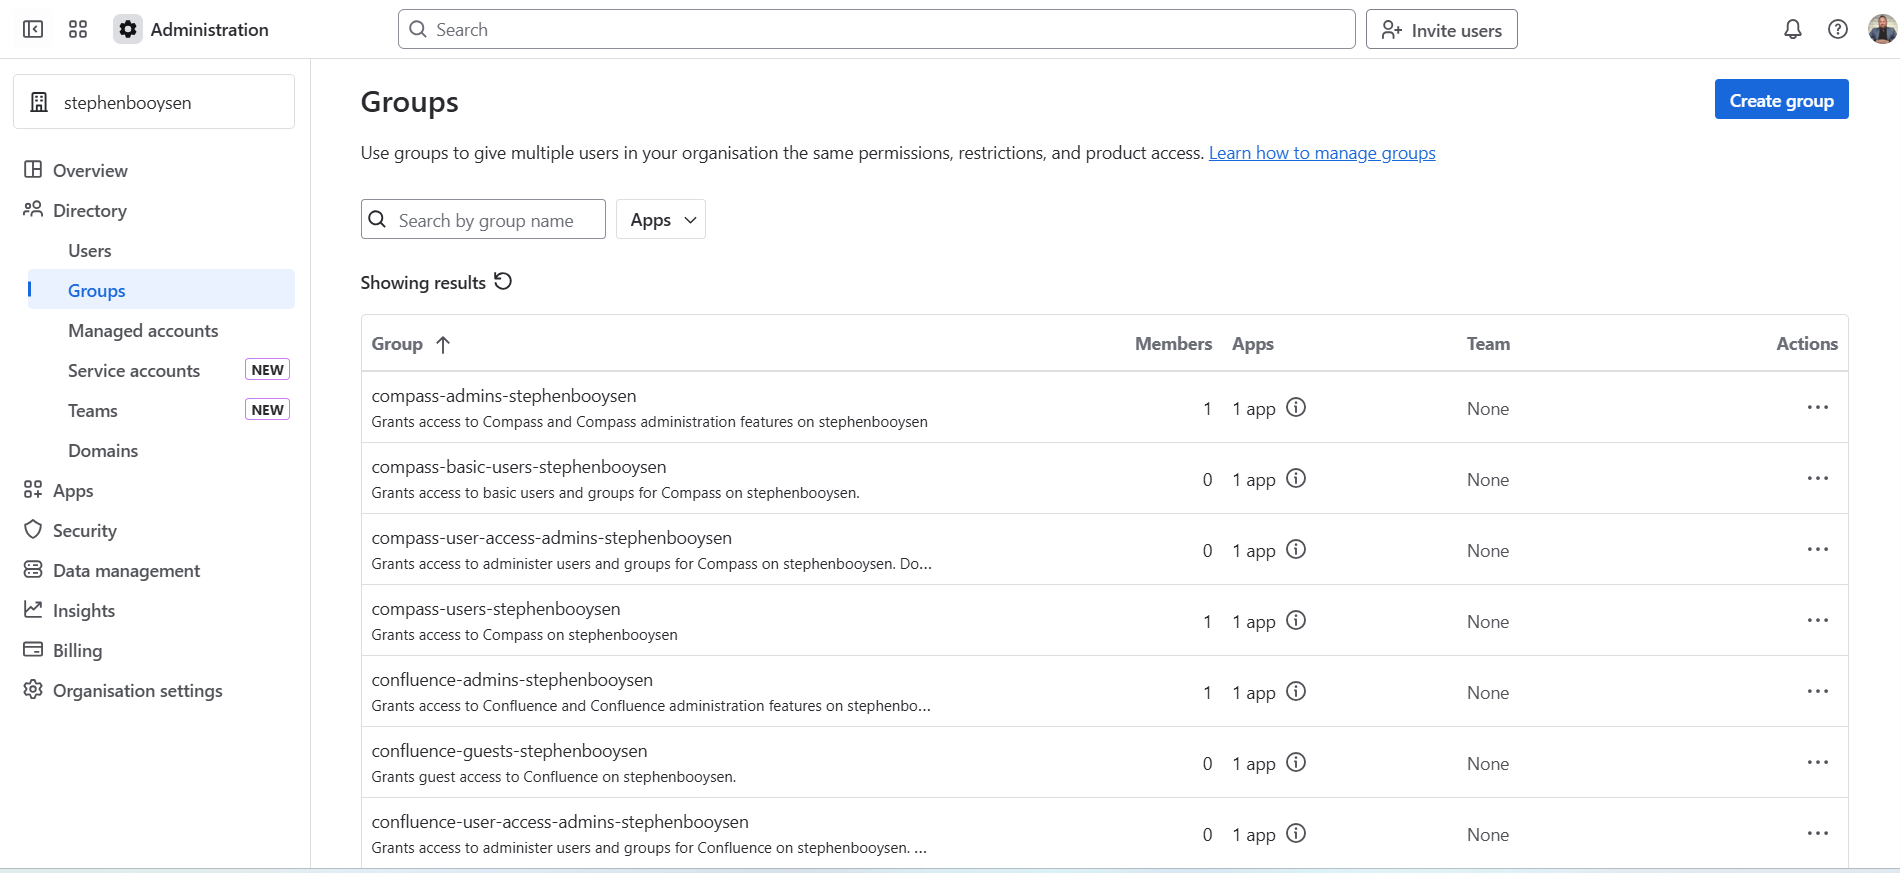 Administration
Search
Invite users
stephenbooysen
Overview
Directory
Users
Groups
Managed accounts
Service accounts NEW
Teams NEW
Domains
Apps
Security
Data management
Insights
Billing
Organisation settings
Groups
Create group
Use groups to give multiple users in your organisation the same permissions, restrictions, and product access. Learn how to manage groups
Search by group name
Apps
Showing results
Group Members Apps Team Actions
compass-admins-stephenbooysen
Grants access to Compass and Compass administration features on stephenbooysen
1 1 app None
compass-basic-users-stephenbooysen
Grants access to basic users and groups for Compass on stephenbooysen.
0 1 app None
compass-user-access-admins-stephenbooysen
Grants access to administer users and groups for Compass on stephenbooysen. Do...
0 1 app None
compass-users-stephenbooysen
Grants access to Compass on stephenbooysen
1 1 app None
confluence-admins-stephenbooysen
Grants access to Confluence and Confluence administration features on stephenbo...
1 1 app None
confluence-guests-stephenbooysen
Grants guest access to Confluence on stephenbooysen.
0 1 app None
confluence-user-access-admins-stephenbooysen
Grants access to administer users and groups for Confluence on stephenbooysen. ...
0 1 app None